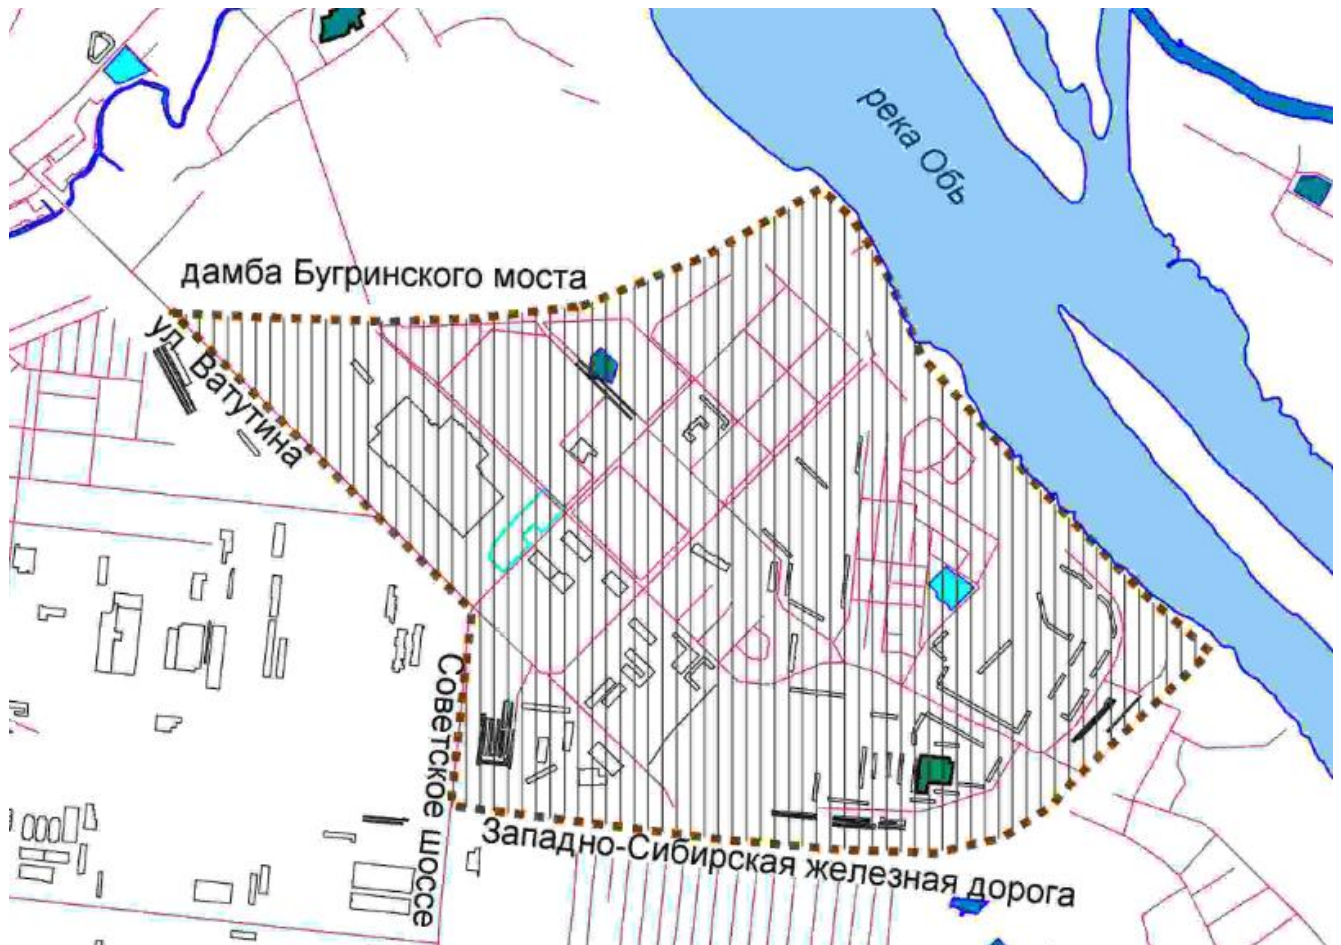 река Обь
дамба Бугринского моста
ул. Ватутина
Советское шоссе
Западно-Сибирская железная дорога